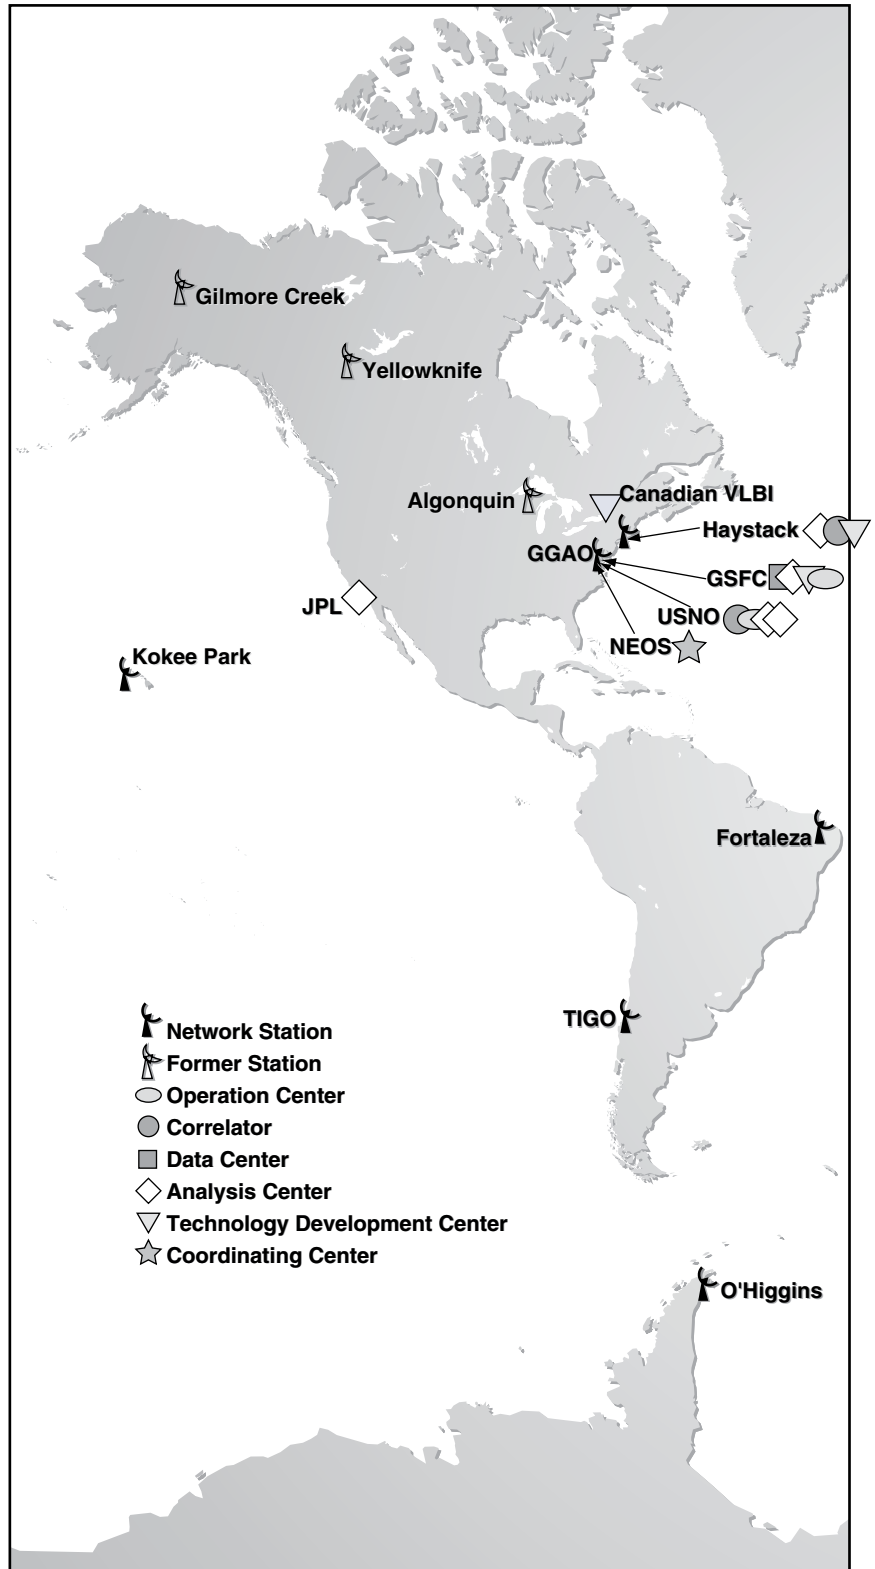 Gilmore Creek
Yellowknife
Algonquin
Canadian VLBI
Haystack
GGAO
GSFC
JPL
USNO
NEOS
Kokee Park
Fortaleza
TIGO
Network Station
Former Station
Operation Center
Correlator
Data Center
Analysis Center
Technology Development Center
Coordinating Center
O'Higgins